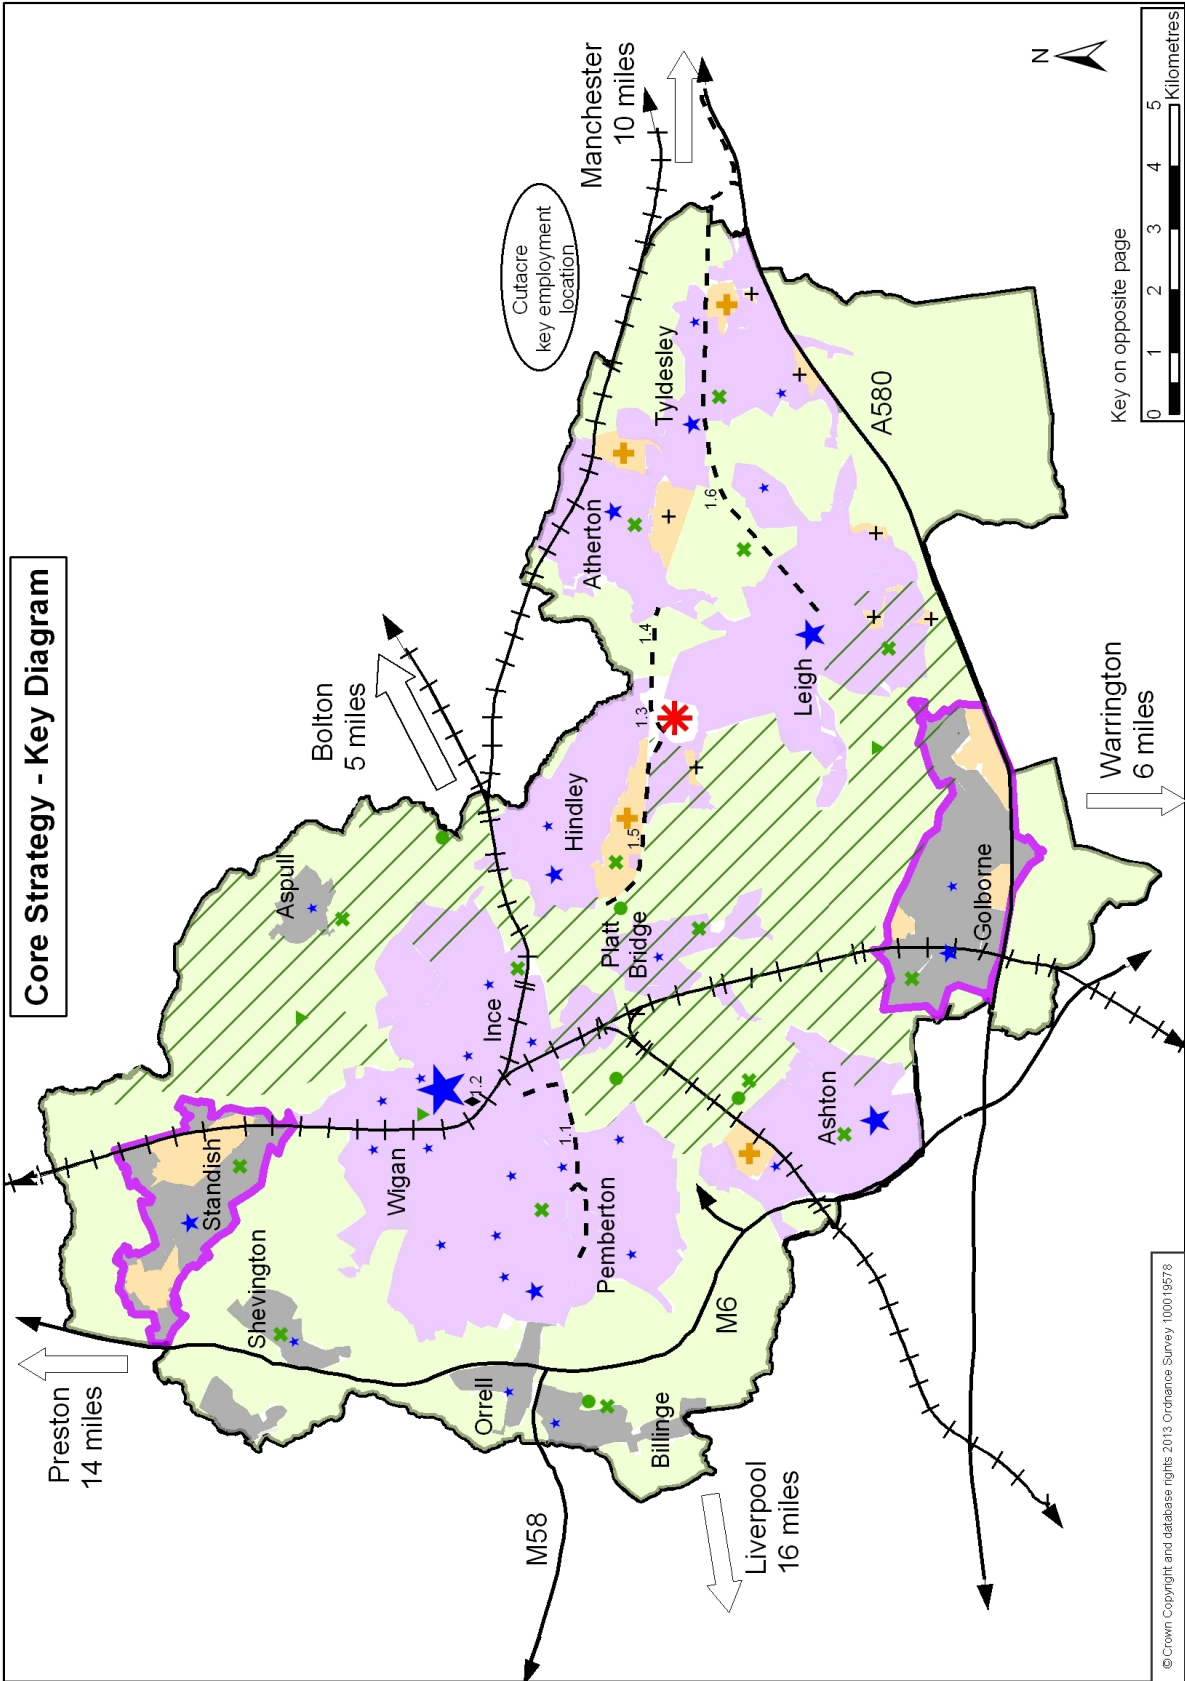 Core Strategy - Key Diagram
Preston
14 miles
Bolton
5 miles
Manchester
10 miles
Cutacre
key employment
location
Standish
Aspull
Shevington
Wigan
Ince
1.2
Hindley
Atherton
Tyldesley
Orrell
M58
Pemberton
1.1
Platt
Bridge
1.5
1.3
1.4
1.6
Billinge
M6
Liverpool
16 miles
Ashton
Leigh
A580
Golborne
Warrington
6 miles
N
Key on opposite page
0 1 2 3 4 5
Kilometres
© Crown Copyright and database rights 2013 Ordnance Survey 100019578